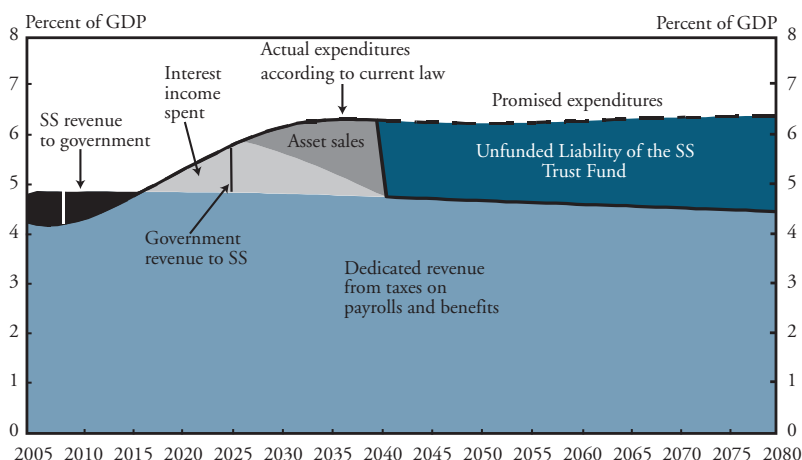 Percent of GDP
Percent of GDP
8
8
Actual expenditures
according to current law
7
7
Interest
income
spent
Promised expenditures
SS revenue
to government
6
6
Asset sales
Unfunded Liability of the SS
Trust Fund
5
5
4
4
Government
revenue to SS
Dedicated revenue
from taxes on
payrolls and benefits
3
3
2
2
1
1
0
0
2005 2010 2015 2020 2025 2030 2035 2040 2045 2050 2055 2060 2065 2070 2075 2080